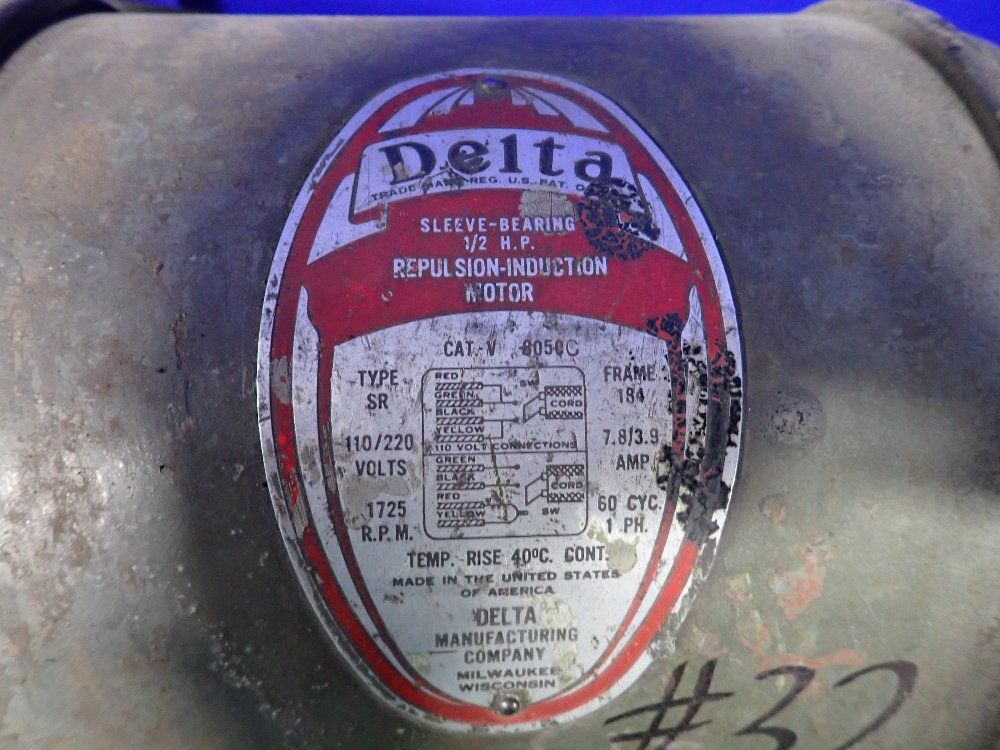 Delta
TRADE MARK REG. U.S. PAT.
SLEEVE-BEARING
1/2 H.P.
REPULSION-INDUCTION
MOTOR
CAT. V 8050C
TYPE
SR
110/220
VOLTS
1725
R.P.M.
RED
GREEN
BLACK
YELLOW
SW
CORD
110 VOLT CONNECTIONS
GREEN
BLACK
RED
YELLOW
CORD
SW
FRAME
184
7.8/3.9
AMP
60 CYC.
1 PH.
TEMP. RISE 40°C. CONT.
MADE IN THE UNITED STATES
OF AMERICA
DELTA
MANUFACTURING
COMPANY
MILWAUKEE
WISCONSIN
#32